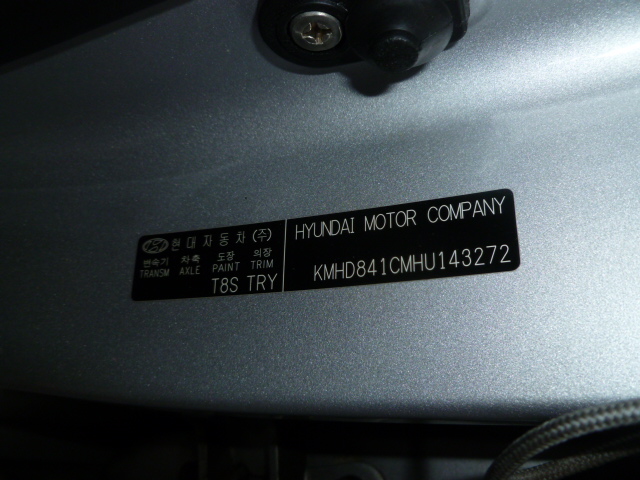 현대자동차(주)
변속기 차축 도장 의장
TRANSM AXLE PAINT TRIM
T8S TRY
HYUNDAI MOTOR COMPANY
KMHD841CMHU143272